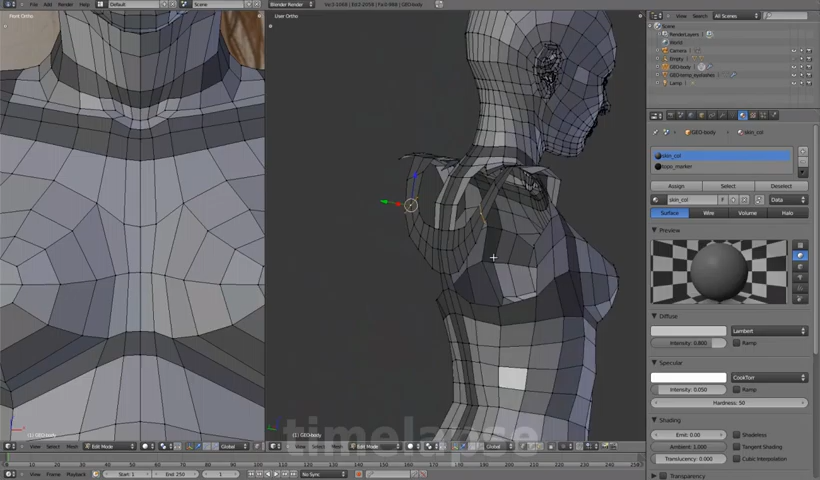 File Add Render Help Default Scene Blender Render
View Search All Scenes
Front Ortho
User Ortho
Scene
RenderLayers
World
Camera
Empty
GEO-body
GEO-temp_eyelashes
Lamp
GEO-body skin_col
skin_col
topo_marker
Assign Select Deselect
skin_col F Data
Surface Wire Volume Halo
Preview
Diffuse
Lambert
Intensity: 0.800 Ramp
Specular
CookTorr
Intensity: 0.050 Ramp
Hardness: 50
Shading
Emit: 0.00 Shadeless
Ambient: 1.000 Tangent Shading
Translucency: 0.000 Cubic Interpolation
Transparency
timelapse
(1) GEO-body
(1) GEO-body
View Select Mesh Edit Mode Global
View Select Mesh Edit Mode Global
View Marker Frame Playback Start: 1 End: 250 1 No Sync